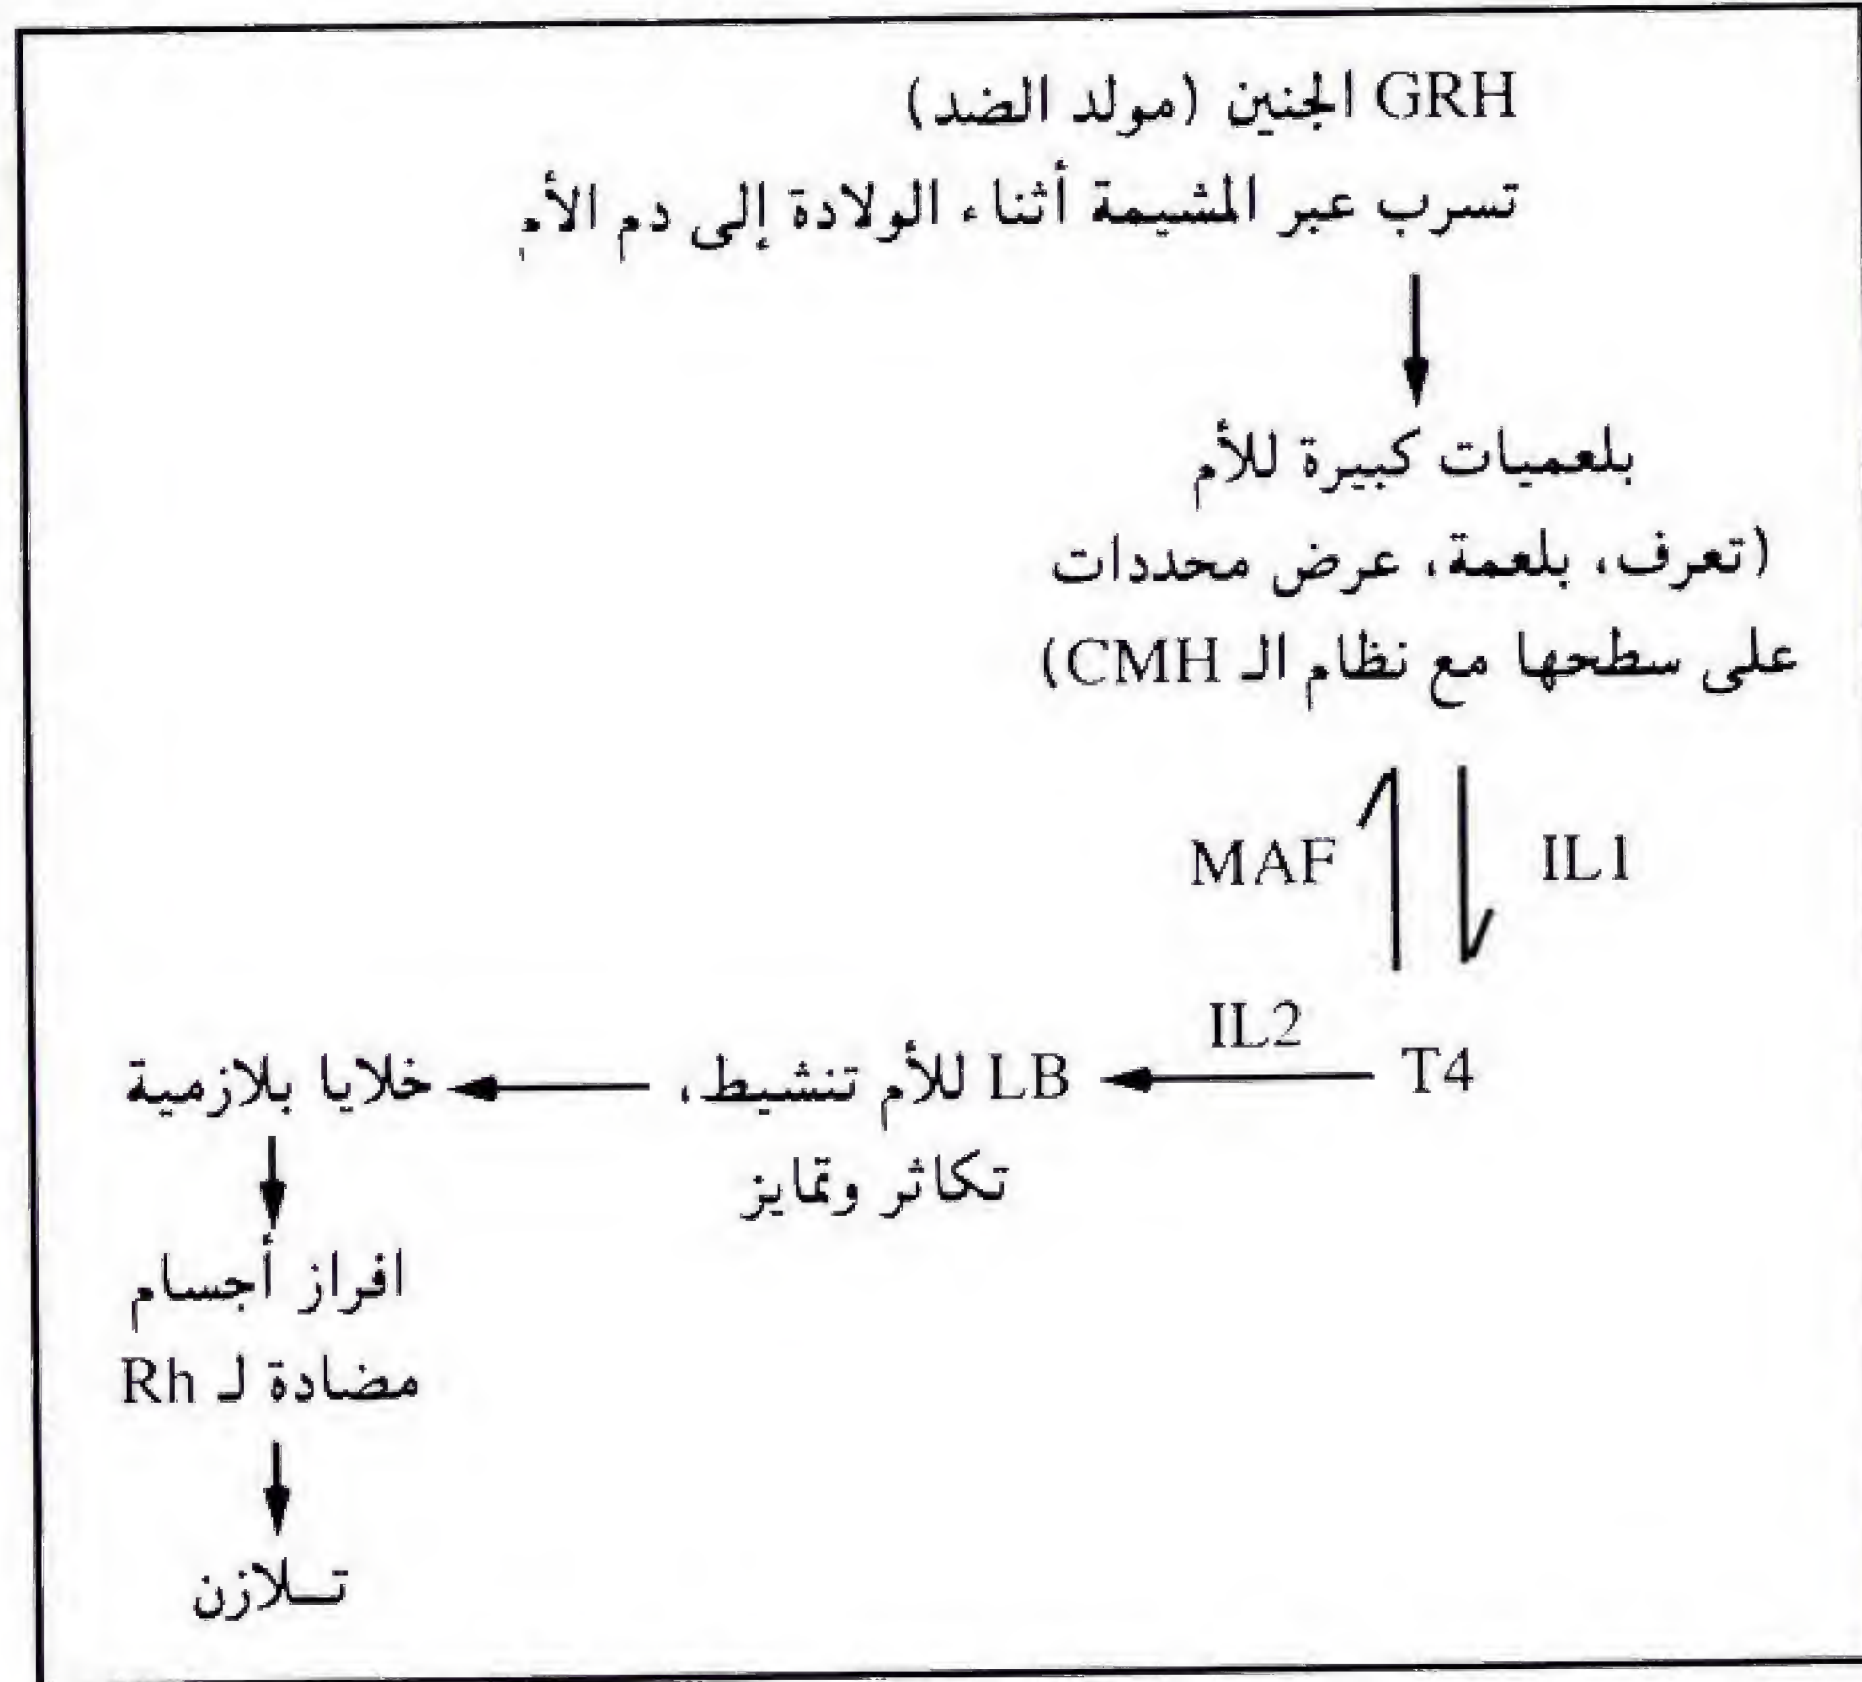 GRH الجنين (مولد الضد)
تسرب عبر المشيمة أثناء الولادة إلى دم الأم
بلعميات كبيرة للأم
(تعرف، بلعمة، عرض محددات
على سطحها مع نظام الـ CMH)
MAF
IL1
IL2
T4
LB للأم تنشيط،
تكاثر وتمايز
خلايا بلازمية
افراز أجسام
مضادة لـ Rh
تـلازن